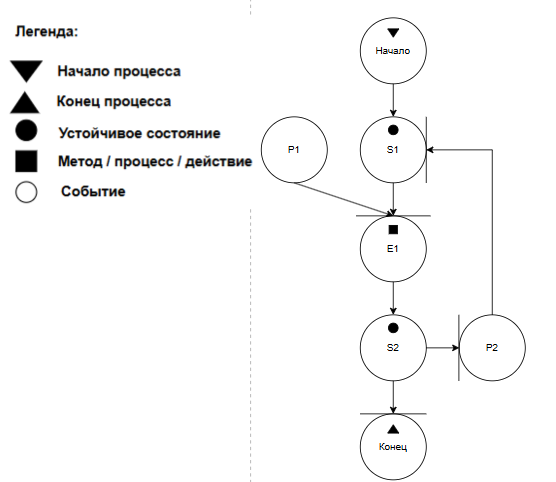 Легенда:
Начало процесса
Конец процесса
Устойчивое состояние
Метод / процесс / действие
Событие
Начало
P1
S1
E1
S2
P2
Конец